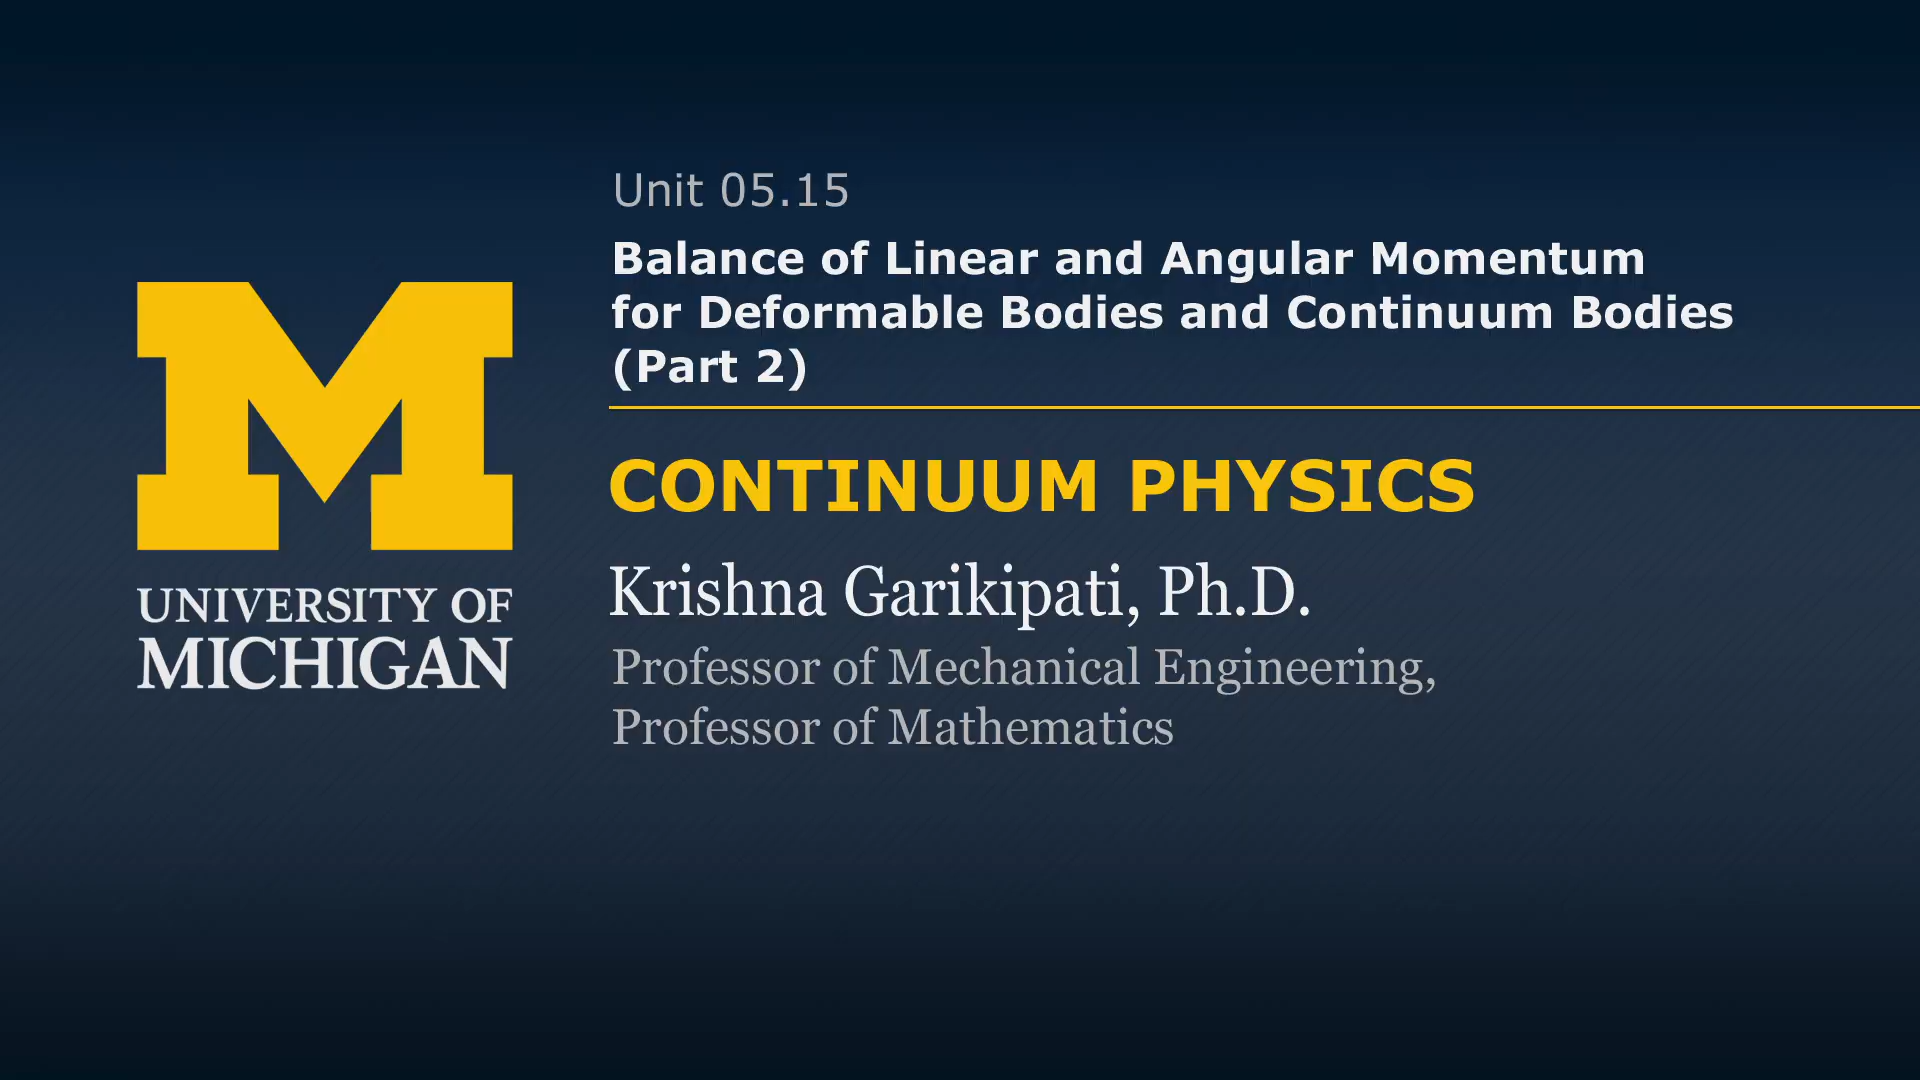 Unit 05.15
Balance of Linear and Angular Momentum
for Deformable Bodies and Continuum Bodies
(Part 2)
CONTINUUM PHYSICS
Krishna Garikipati, Ph.D.
Professor of Mechanical Engineering,
Professor of Mathematics
M
UNIVERSITY OF
MICHIGAN